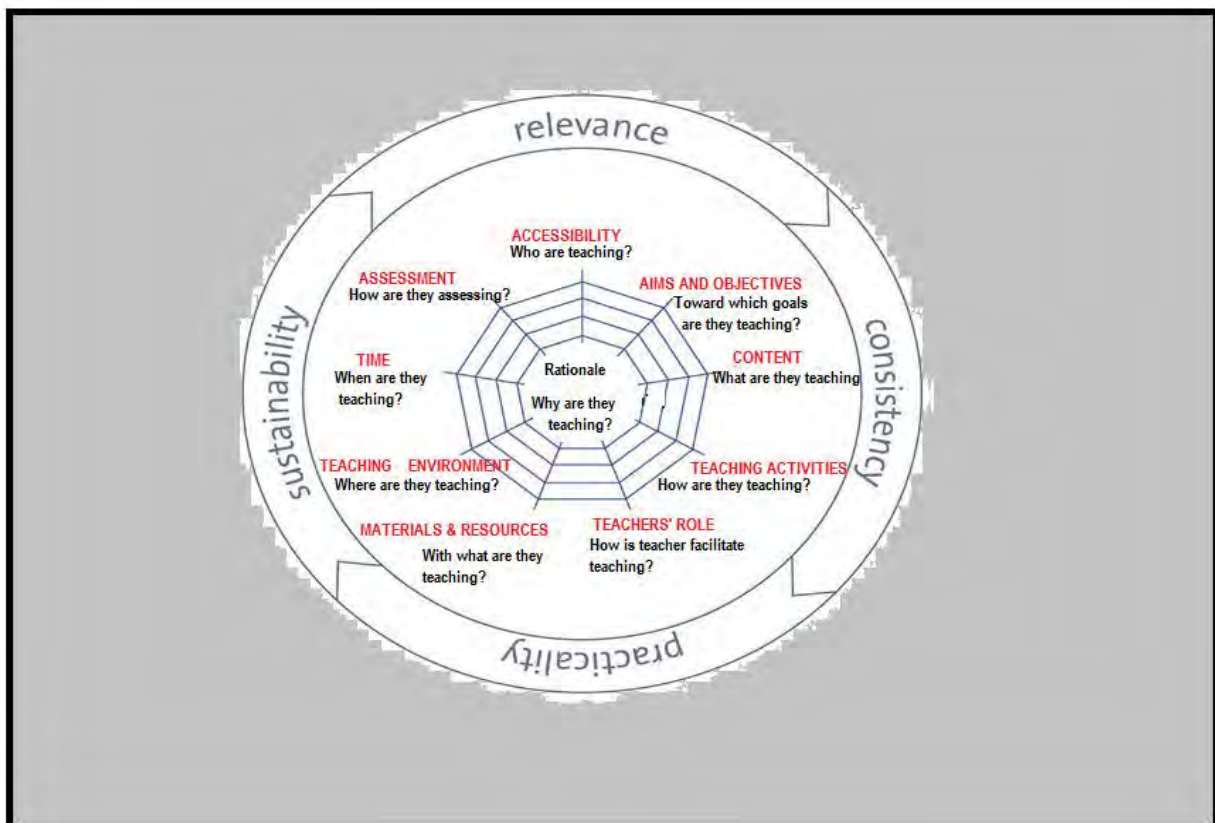 relevance
ACCESSIBILITY
Who are teaching?
ASSESSMENT
How are they assessing?
AIMS AND OBJECTIVES
Toward which goals
are they teaching?
TIME
When are they
teaching?
Rationale
Why are they
teaching?
CONTENT
What are they teaching
TEACHING ENVIRONMENT
Where are they teaching?
TEACHING ACTIVITIES
How are they teaching?
MATERIALS & RESOURCES
With what are they
teaching?
TEACHERS' ROLE
How is teacher facilitate
teaching?
consistency
practicality
sustainability